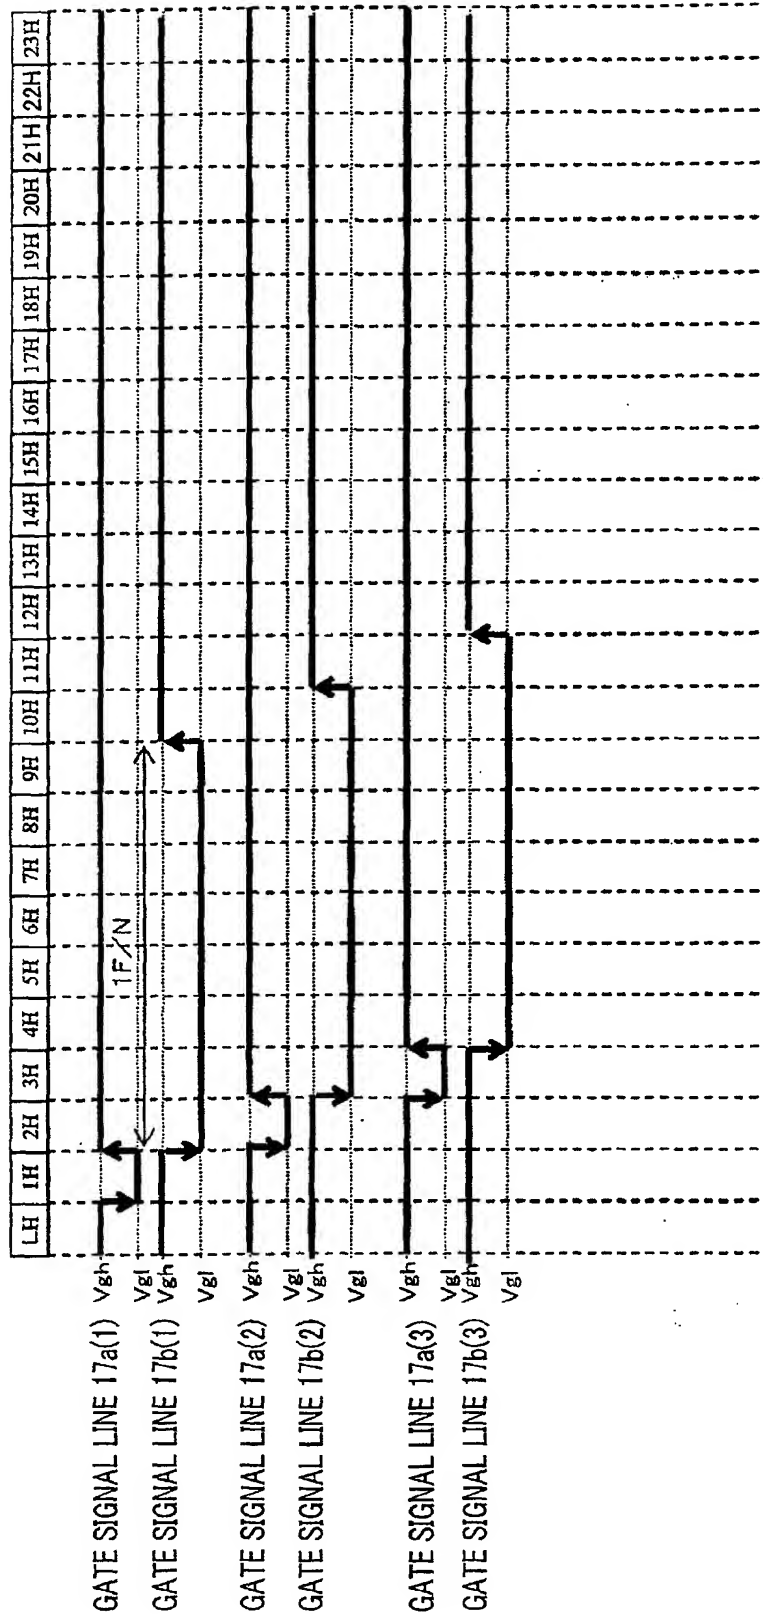 LH 1H 2H 3H 4H 5H 6H 7H 8H 9H 10H 11H 12H 13H 14H 15H 16H 17H 18H 19H 20H 21H 22H 23H
GATE SIGNAL LINE 17a(1) Vgh
Vgl
1F/N
GATE SIGNAL LINE 17b(1) Vgh
Vgl
GATE SIGNAL LINE 17a(2) Vgh
Vgl
GATE SIGNAL LINE 17b(2) Vgh
Vgl
GATE SIGNAL LINE 17a(3) Vgh
Vgl
GATE SIGNAL LINE 17b(3) Vgh
Vgl